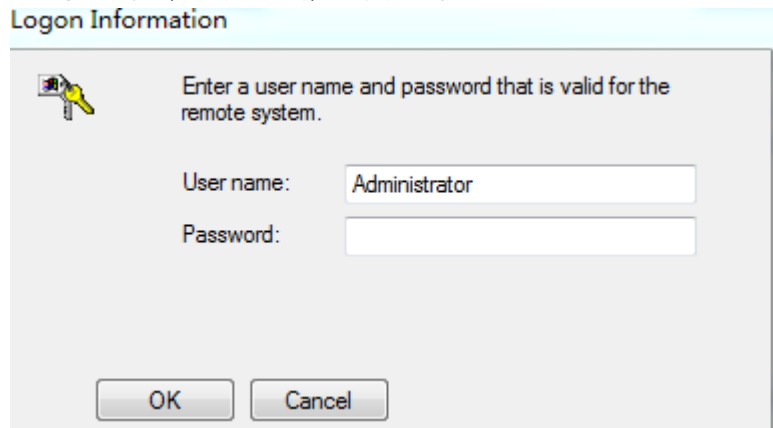 Logon Information
Enter a user name and password that is valid for the
remote system.
User name:
Administrator
Password:
OK
Cancel